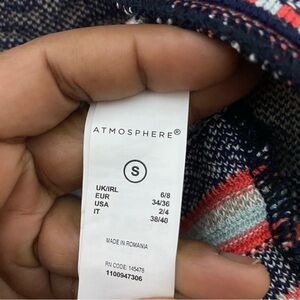 ATMOSPHERE®
S
UK/IRL 6/8
EUR 34/36
USA 2/4
IT 38/40
MADE IN ROMANIA
RN CODE: 145478
1100947306